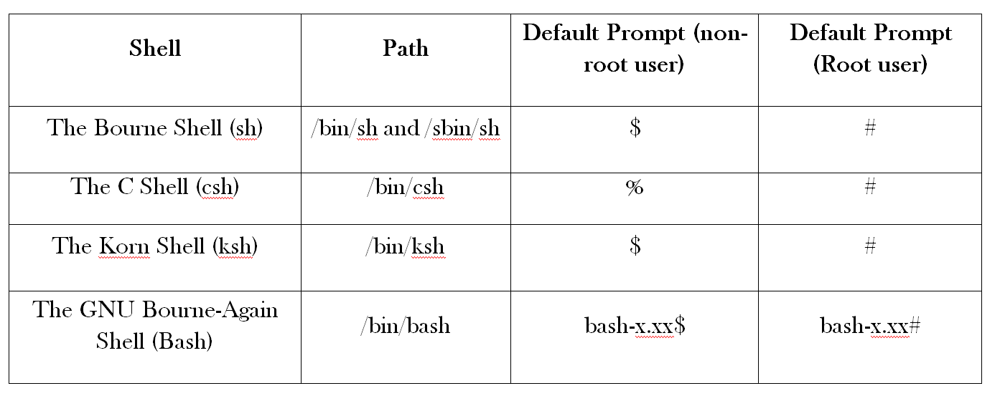 Shell Path Default Prompt (non-
root user) Default Prompt
(Root user)
The Bourne Shell (sh) /bin/sh and /sbin/sh $ #
The C Shell (csh) /bin/csh % #
The Korn Shell (ksh) /bin/ksh $ #
The GNU Bourne-Again
Shell (Bash) /bin/bash bash-x.xx$ bash-x.xx#